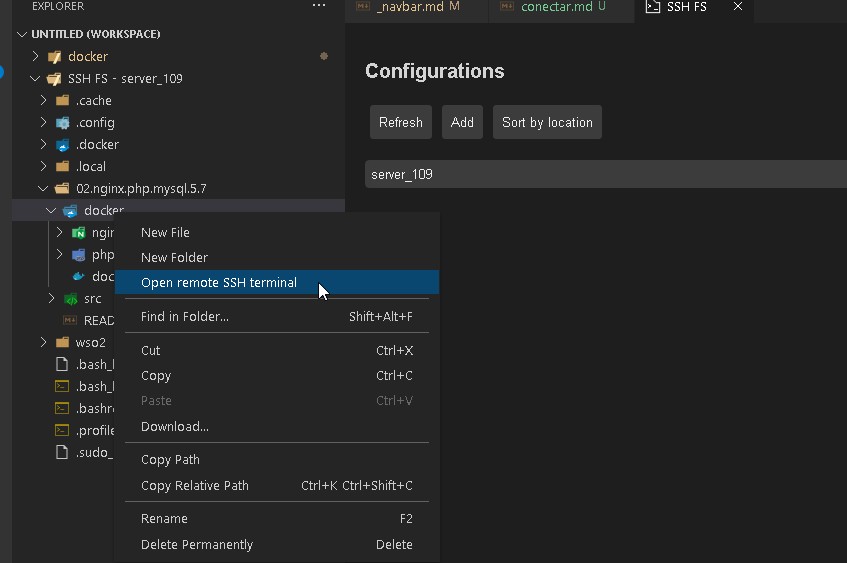 EXPLORER
...
_navbar.md M
conectar.md U
SSH FS
UNTITLED (WORKSPACE)
docker
SSH FS - server_109
.cache
.config
.docker
.local
02.nginx.php.mysql.5.7
docker
ngin
php
doc
src
READ
wso2
.bash_
.bash_
.bashr
.profile
.sudo_
New File
New Folder
Open remote SSH terminal
Find in Folder... Shift+Alt+F
Cut Ctrl+X
Copy Ctrl+C
Paste Ctrl+V
Download...
Copy Path
Copy Relative Path Ctrl+K Ctrl+Shift+C
Rename F2
Delete Permanently Delete
Configurations
Refresh
Add
Sort by location
server_109